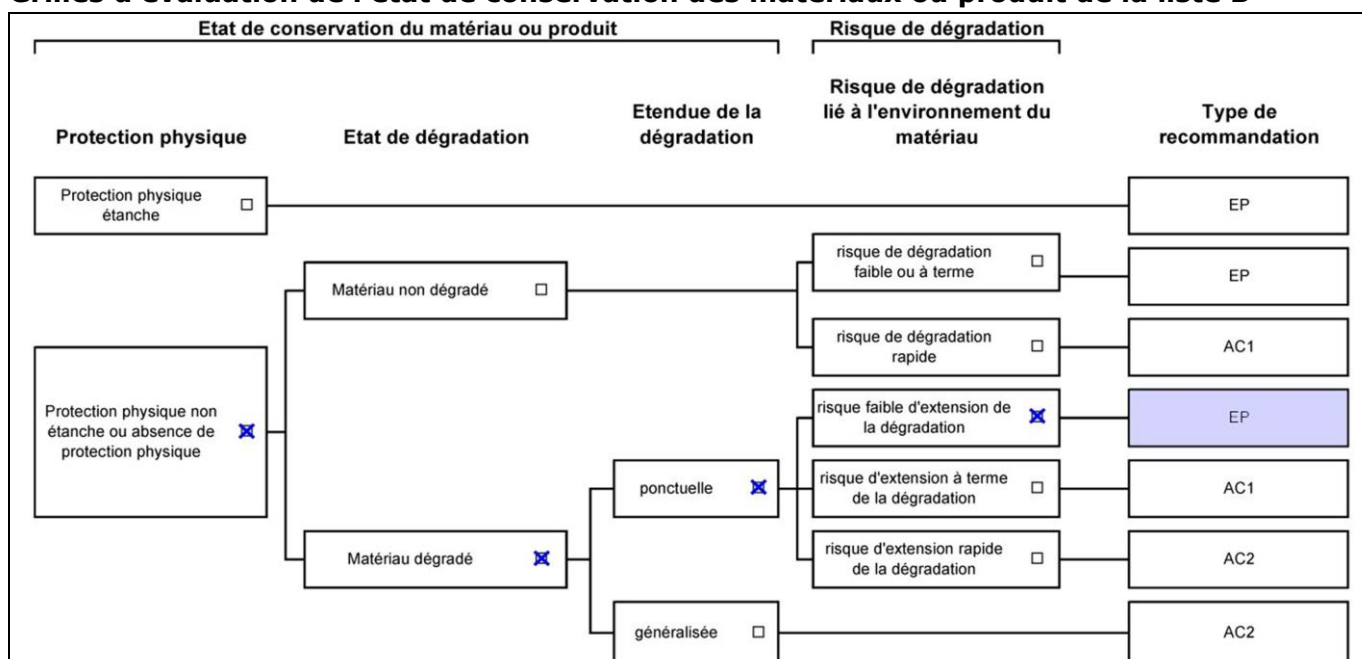 Grilles d'évaluation de l'état de conservation des matériaux ou produit de la liste B
Etat de conservation du matériau ou produit
Risque de dégradation
Protection physique
Etat de dégradation
Etendue de la
dégradation
Risque de dégradation
lié à l'environnement du
matériau
Type de
recommandation
Protection physique
étanche
EP
risque de dégradation
faible ou à terme
EP
Matériau non dégradé
risque de dégradation
rapide
AC1
Protection physique non
étanche ou absence de
protection physique
risque faible d'extension de
la dégradation
EP
ponctuelle
risque d'extension à terme
de la dégradation
AC1
Matériau dégradé
risque d'extension rapide
de la dégradation
AC2
généralisée
AC2